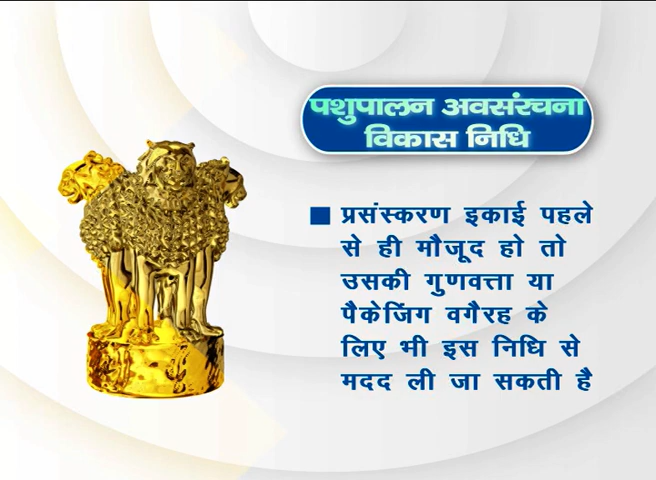 पशुपालन अवसंरचना
विकास निधि
प्रसंस्करण इकाई पहले
से ही मौजूद हो तो
उसकी गुणवत्ता या
पैकेजिंग वगैरह के
लिए भी इस निधि से
मदद ली जा सकती है